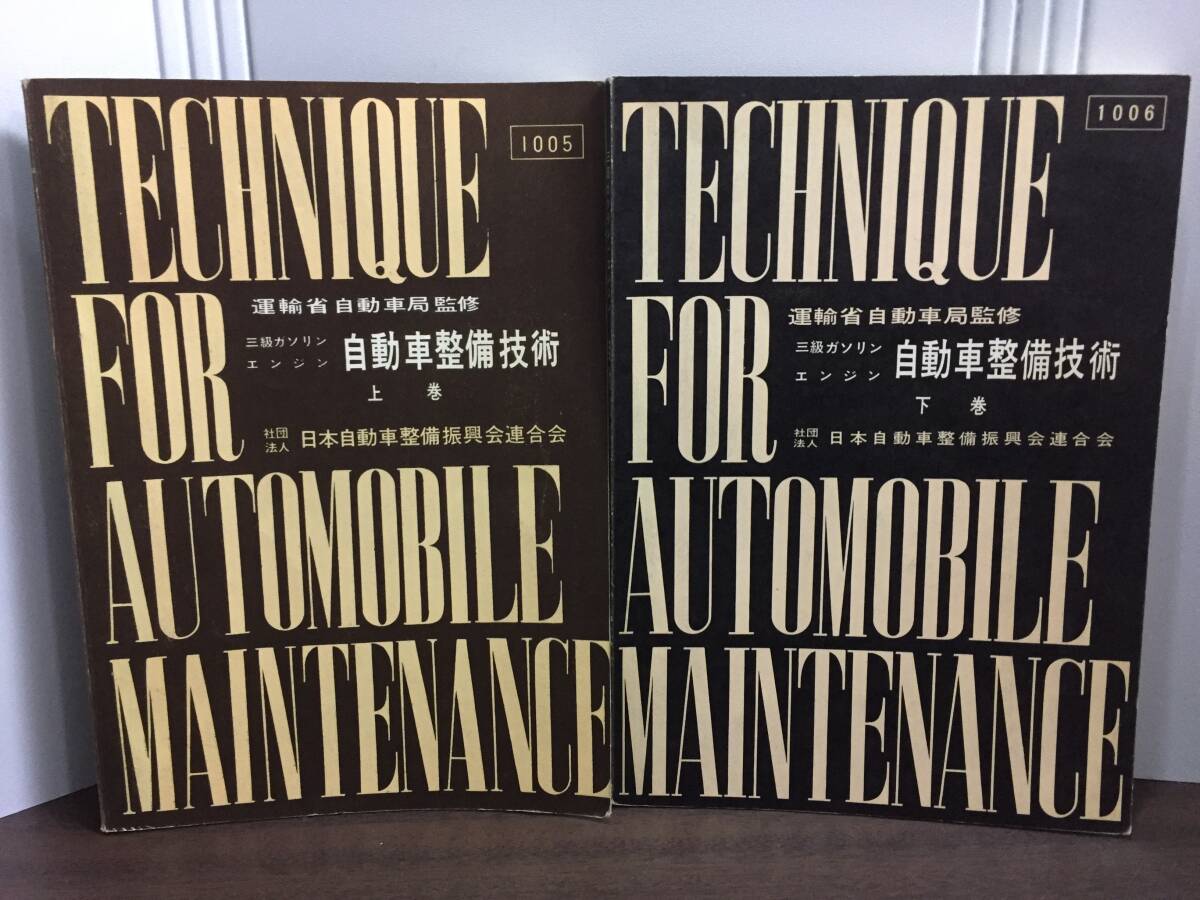 TECHNIQUE
1005
FOR
運輸省自動車局監修
三級ガソリン
エンジン
自動車整備技術
上巻
社団
法人
日本自動車整備振興会連合会
AUTOMOBILE
MAINTENANCE
TECHNIQUE
1006
FOR
運輸省自動車局監修
三級ガソリン
エンジン
自動車整備技術
下巻
社団
法人
日本自動車整備振興会連合会
AUTOMOBILE
MAINTENANCE